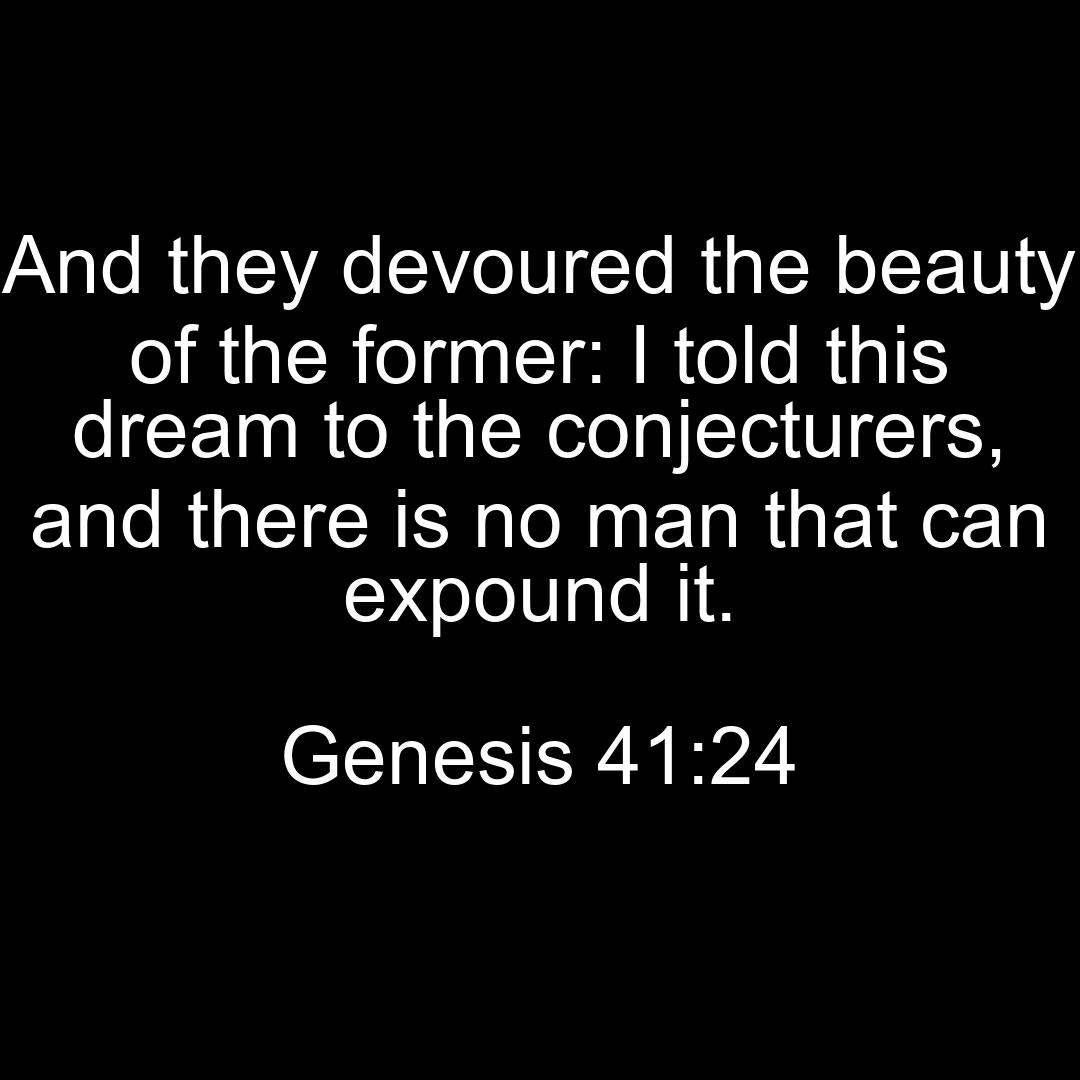 And they devoured the beauty
of the former: I told this
dream to the conjecturers,
and there is no man that can
expound it.
Genesis 41:24